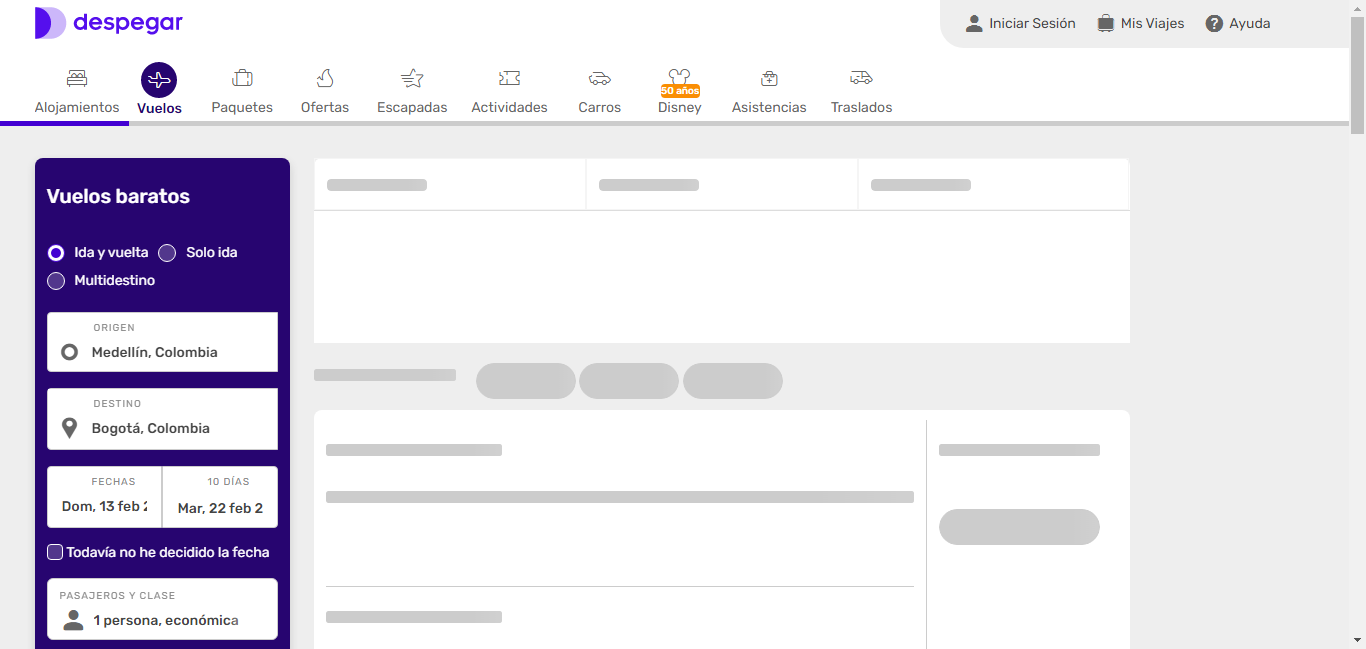 despegar
Iniciar Sesión
Mis Viajes
Ayuda
Alojamientos
Vuelos
Paquetes
Ofertas
Escapadas
Actividades
Carros
50 años
Disney
Asistencias
Traslados
Vuelos baratos
Ida y vuelta
Solo ida
Multidestino
ORIGEN
Medellín, Colombia
DESTINO
Bogotá, Colombia
FECHAS
10 DÍAS
Dom, 13 feb 2
Mar, 22 feb 2
Todavía no he decidido la fecha
PASAJEROS Y CLASE
1 persona, económica